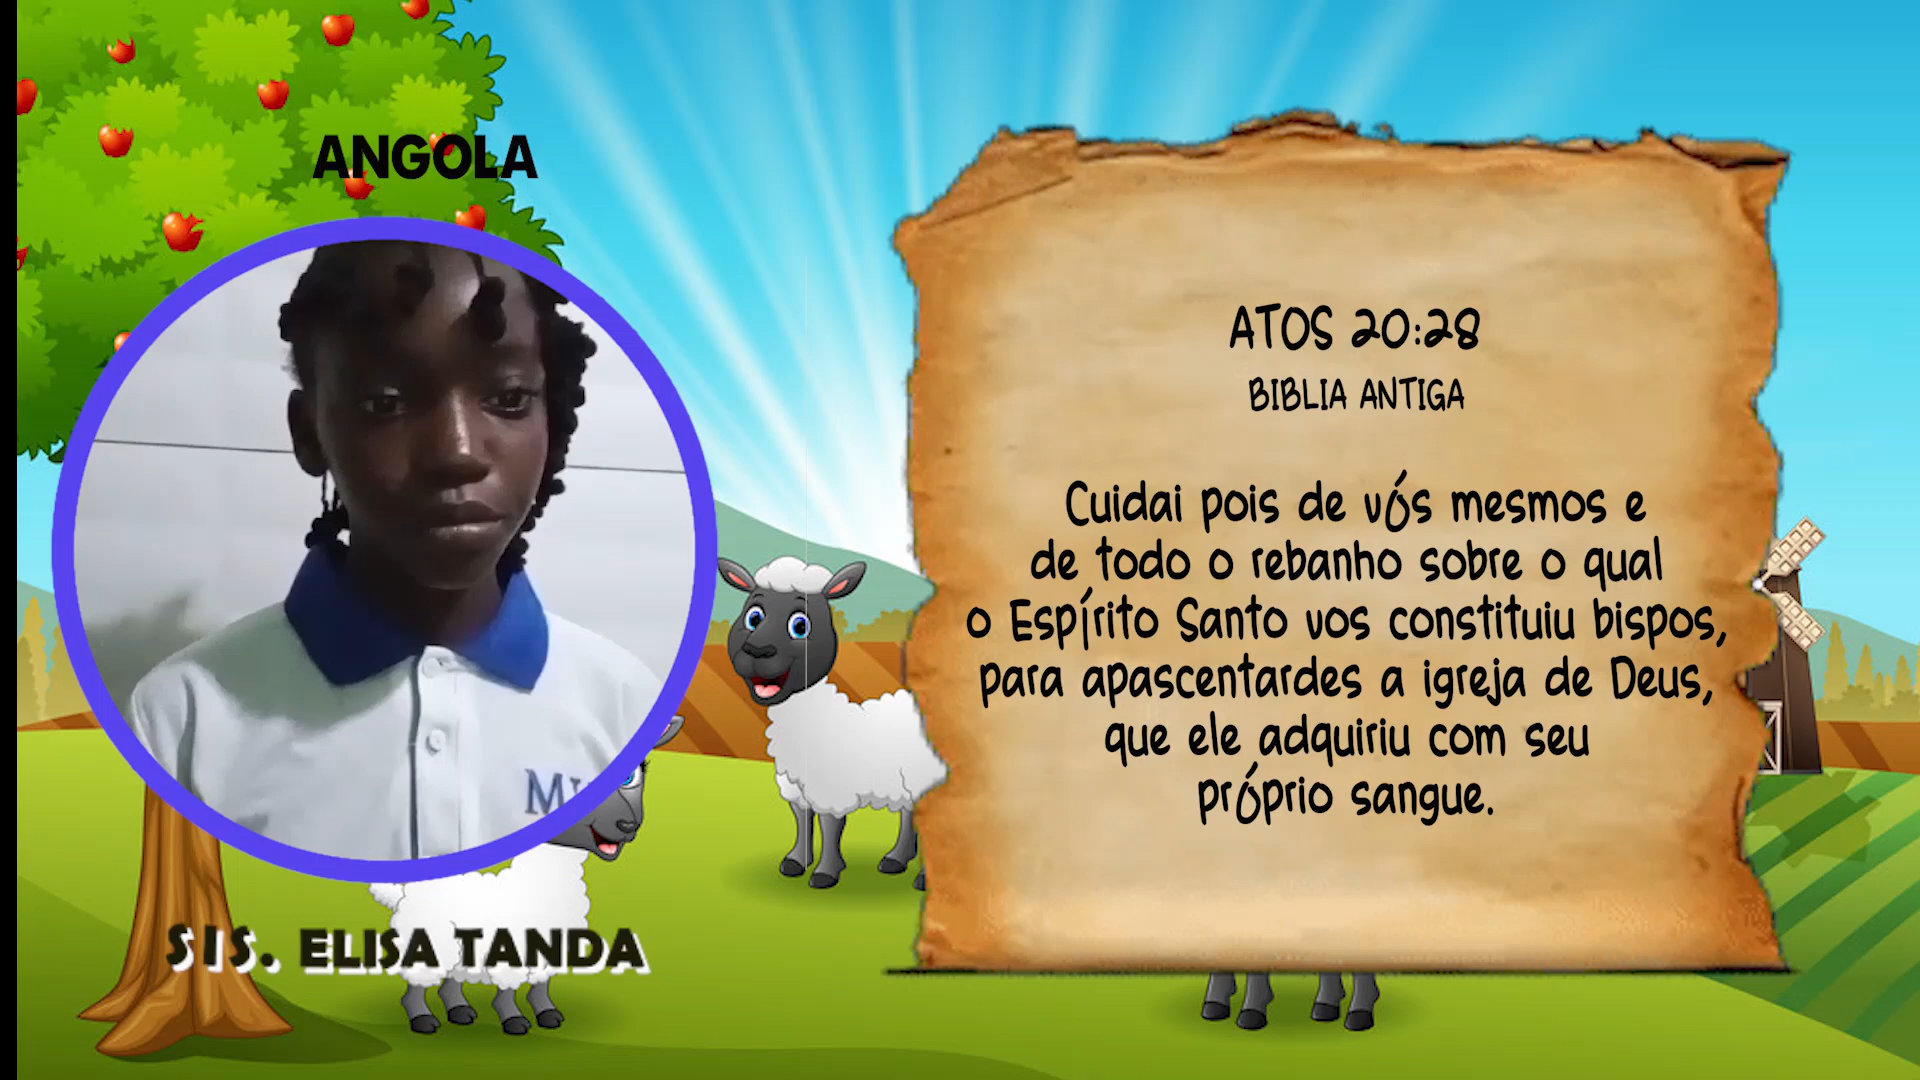 ANGOLA
SIS. ELISA TANDA
ATOS 20:28
BIBLIA ANTIGA
Cuidai pois de vós mesmos e
de todo o rebanho sobre o qual
o Espírito Santo vos constituiu bispos,
para apascentardes a igreja de Deus,
que ele adquiriu com seu
próprio sangue.